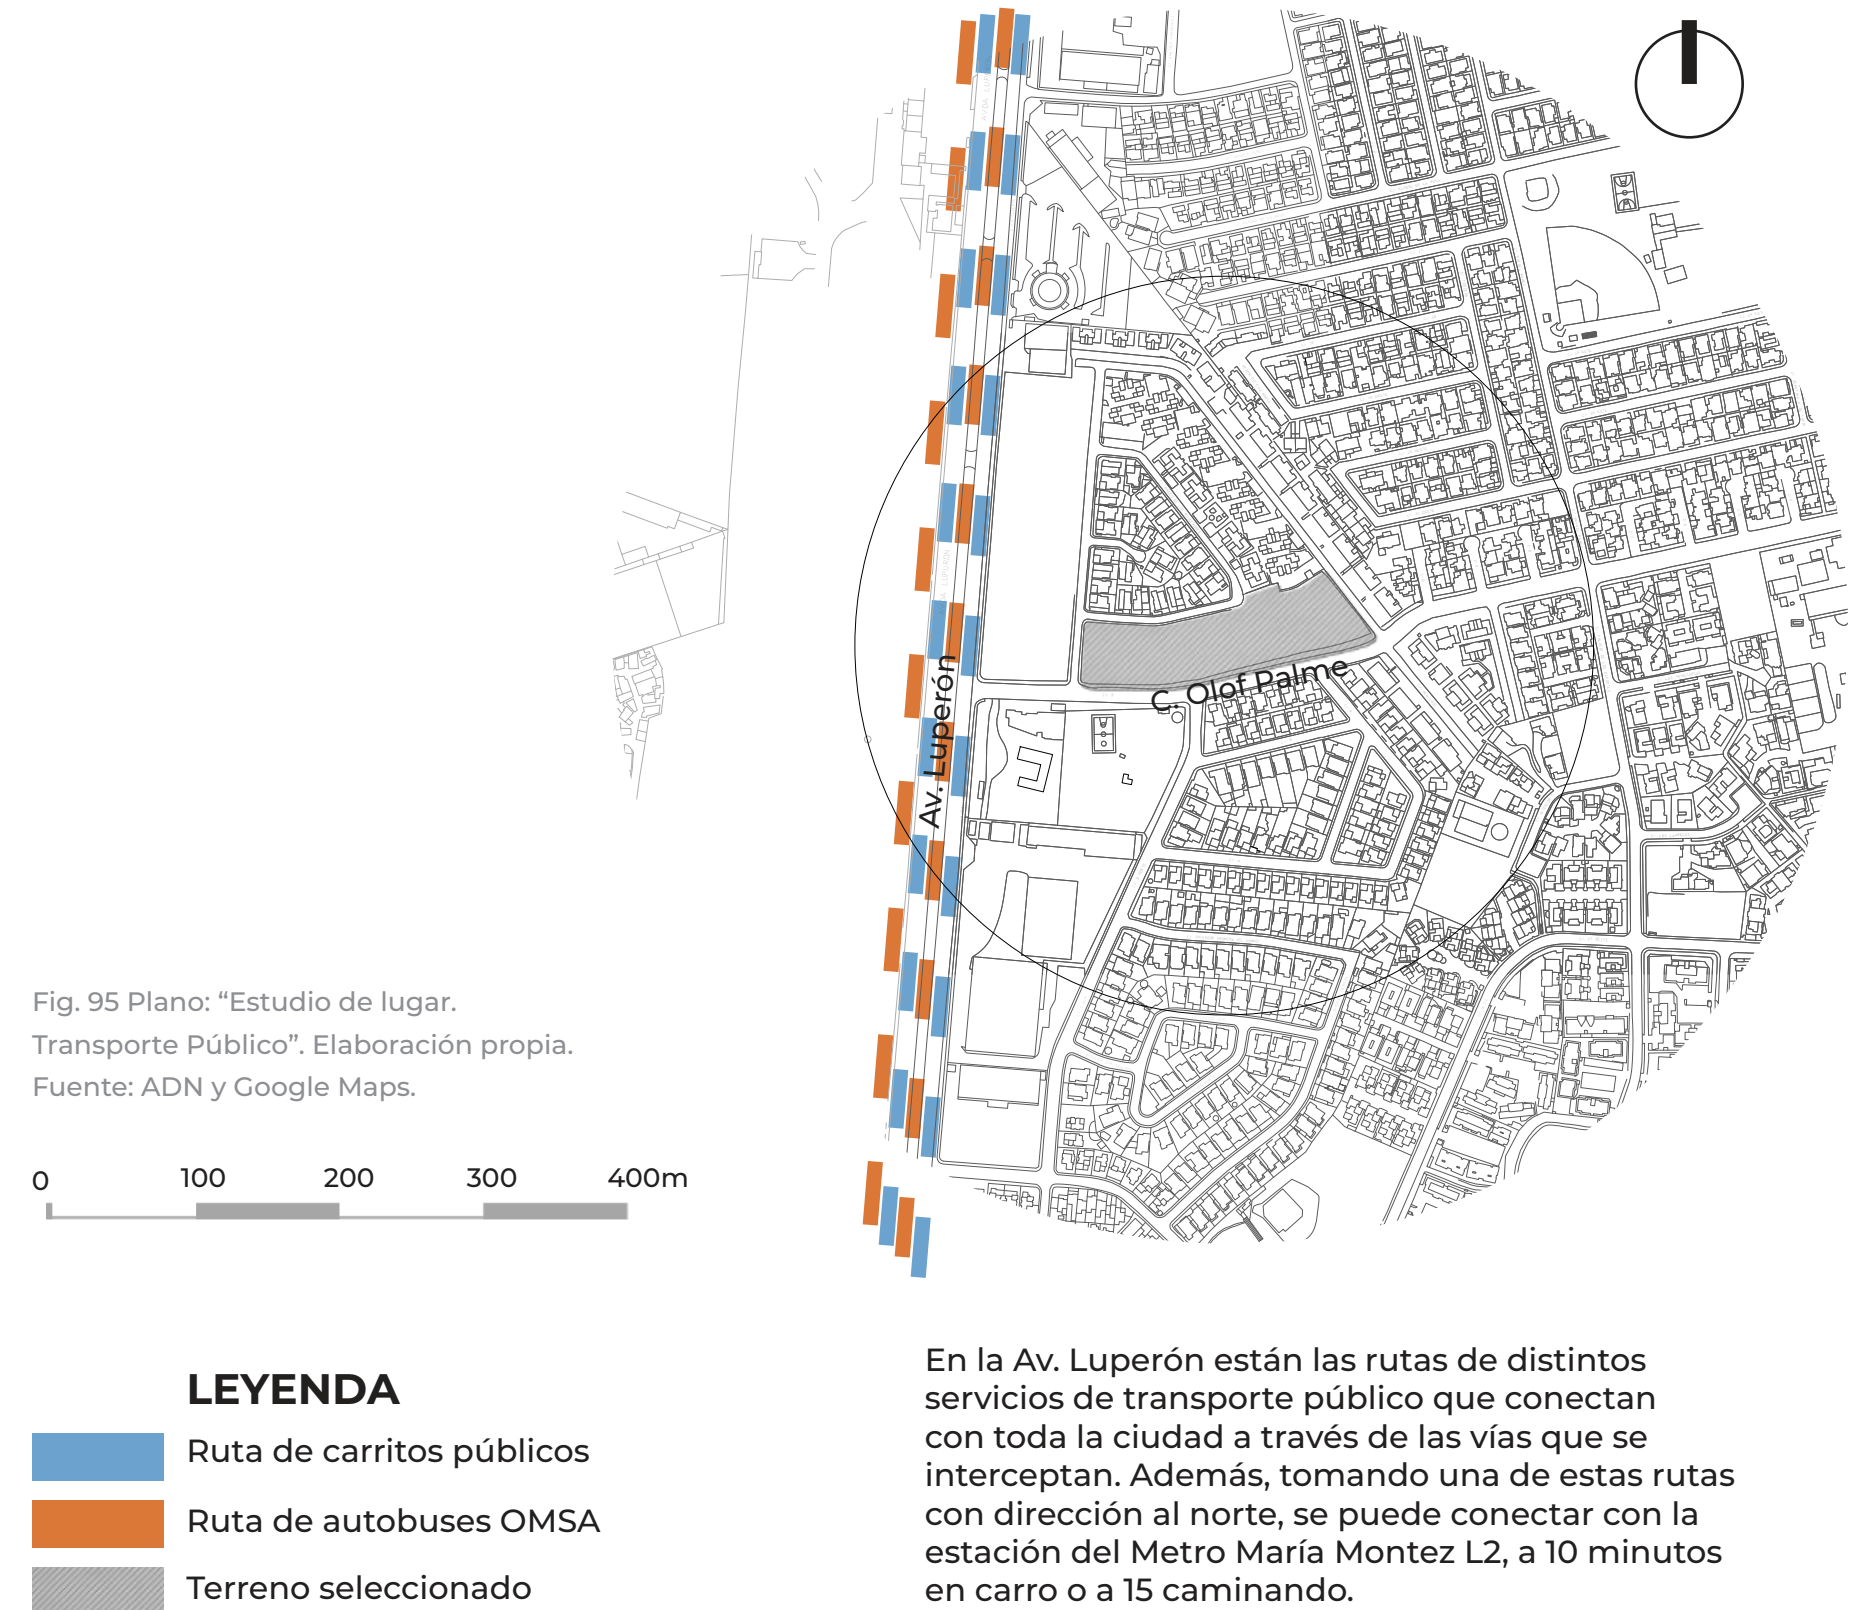 Av. Luperón
C. Olof Palme
Fig. 95 Plano: “Estudio de lugar.
Transporte Público”. Elaboración propia.
Fuente: ADN y Google Maps.
0 100 200 300 400m
LEYENDA
Ruta de carritos públicos
Ruta de autobuses OMSA
Terreno seleccionado
En la Av. Luperón están las rutas de distintos
servicios de transporte público que conectan
con toda la ciudad a través de las vías que se
interceptan. Además, tomando una de estas rutas
con dirección al norte, se puede conectar con la
estación del Metro María Montez L2, a 10 minutos
en carro o a 15 caminando.